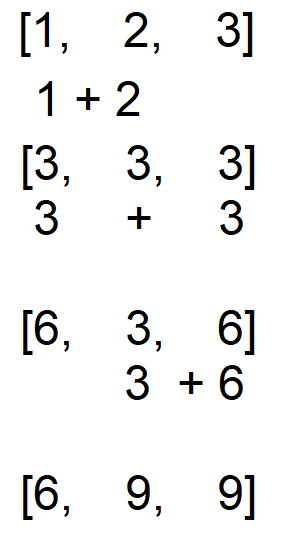 [1, 2, 3]
1 + 2
[3, 3, 3]
3 + 3
[6, 3, 6]
3 + 6
[6, 9, 9]